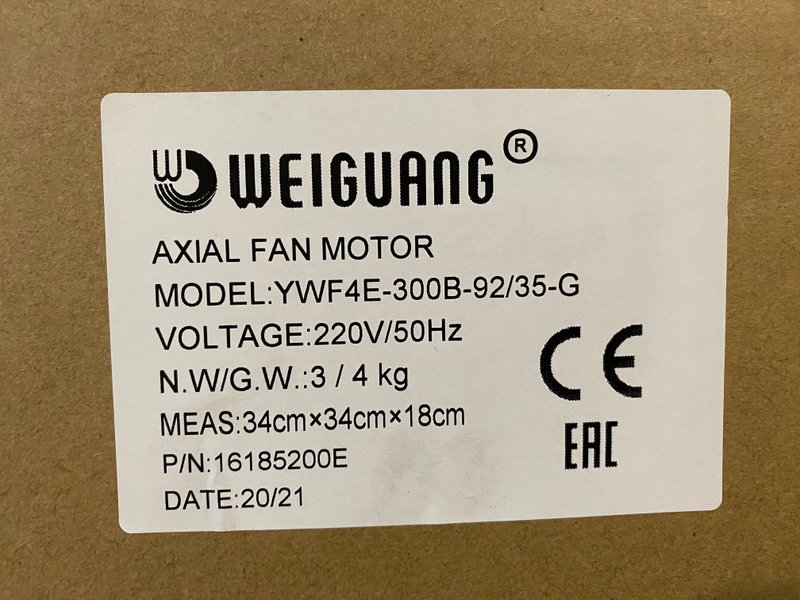 WEIGUANG®
AXIAL FAN MOTOR
MODEL:YWF4E-300B-92/35-G
VOLTAGE:220V/50Hz
N.W/G.W.:3 / 4 kg
MEAS:34cm×34cm×18cm
P/N:16185200E
DATE:20/21
CE
EAC